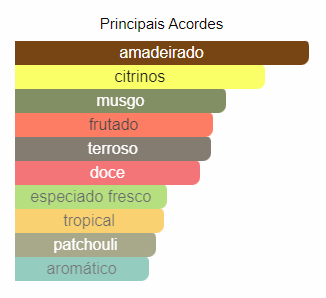 Principais Acordes
amadeirado
citrinos
musgo
frutado
terroso
doce
especiado fresco
tropical
patchouli
aromático